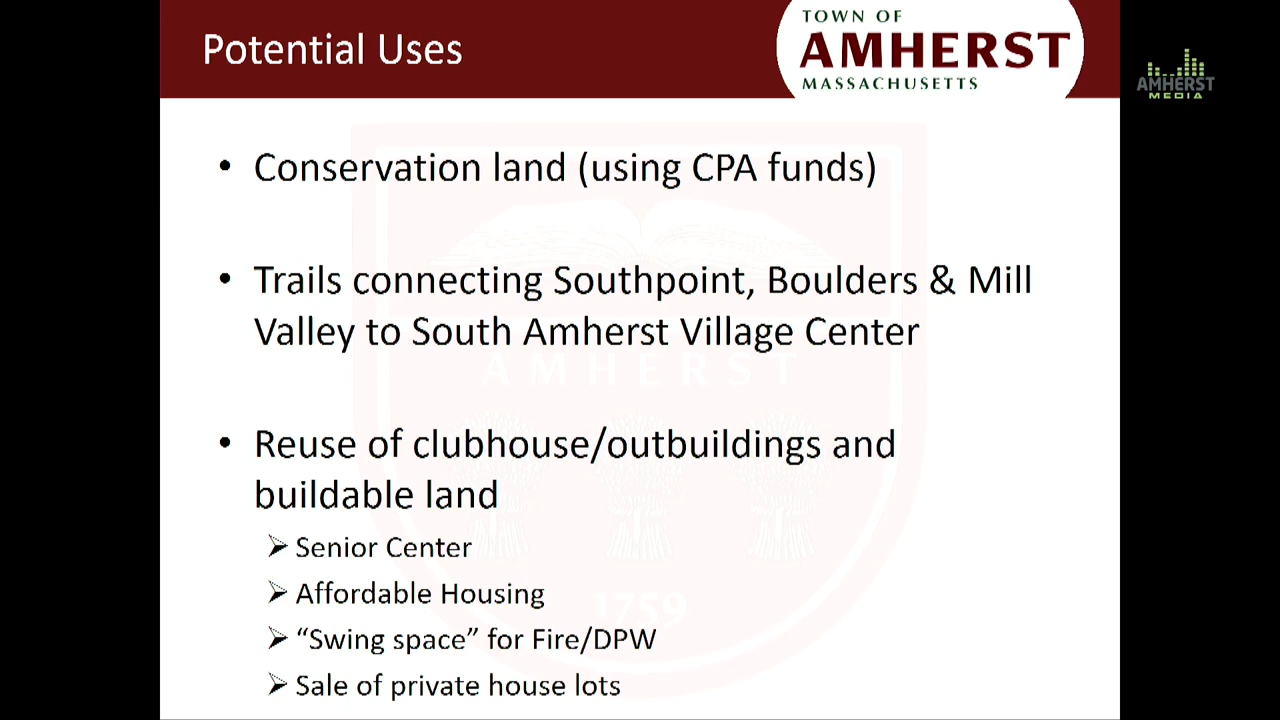 Potential Uses
TOWN OF
AMHERST
MASSACHUSETTS
AMHERST
MEDIA
• Conservation land (using CPA funds)
• Trails connecting Southpoint, Boulders & Mill
Valley to South Amherst Village Center
AMHERST
• Reuse of clubhouse/outbuildings and
buildable land
➢ Senior Center
➢ Affordable Housing
1759
➢ “Swing space” for Fire/DPW
➢ Sale of private house lots